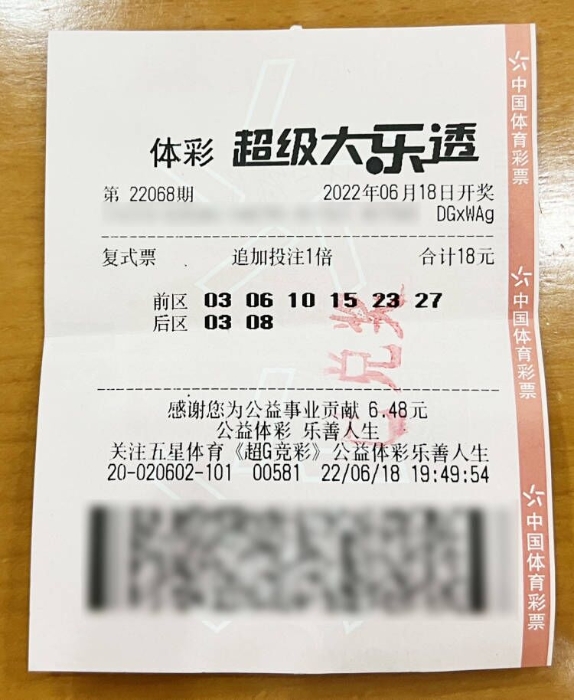 体彩 超级大乐透
第 22068期 2022年06月18日开奖
DGxWAg
复式票 追加投注1倍 合计18元
前区 03 06 10 15 23 27
后区 03 08
已兑奖
感谢您为公益事业贡献 6.48元
公益体彩 乐善人生
关注五星体育《超G竞彩》公益体彩乐善人生
20-020602-101 00581 22/06/18 19:49:54
中国体育彩票
中国体育彩票
中国体育彩票